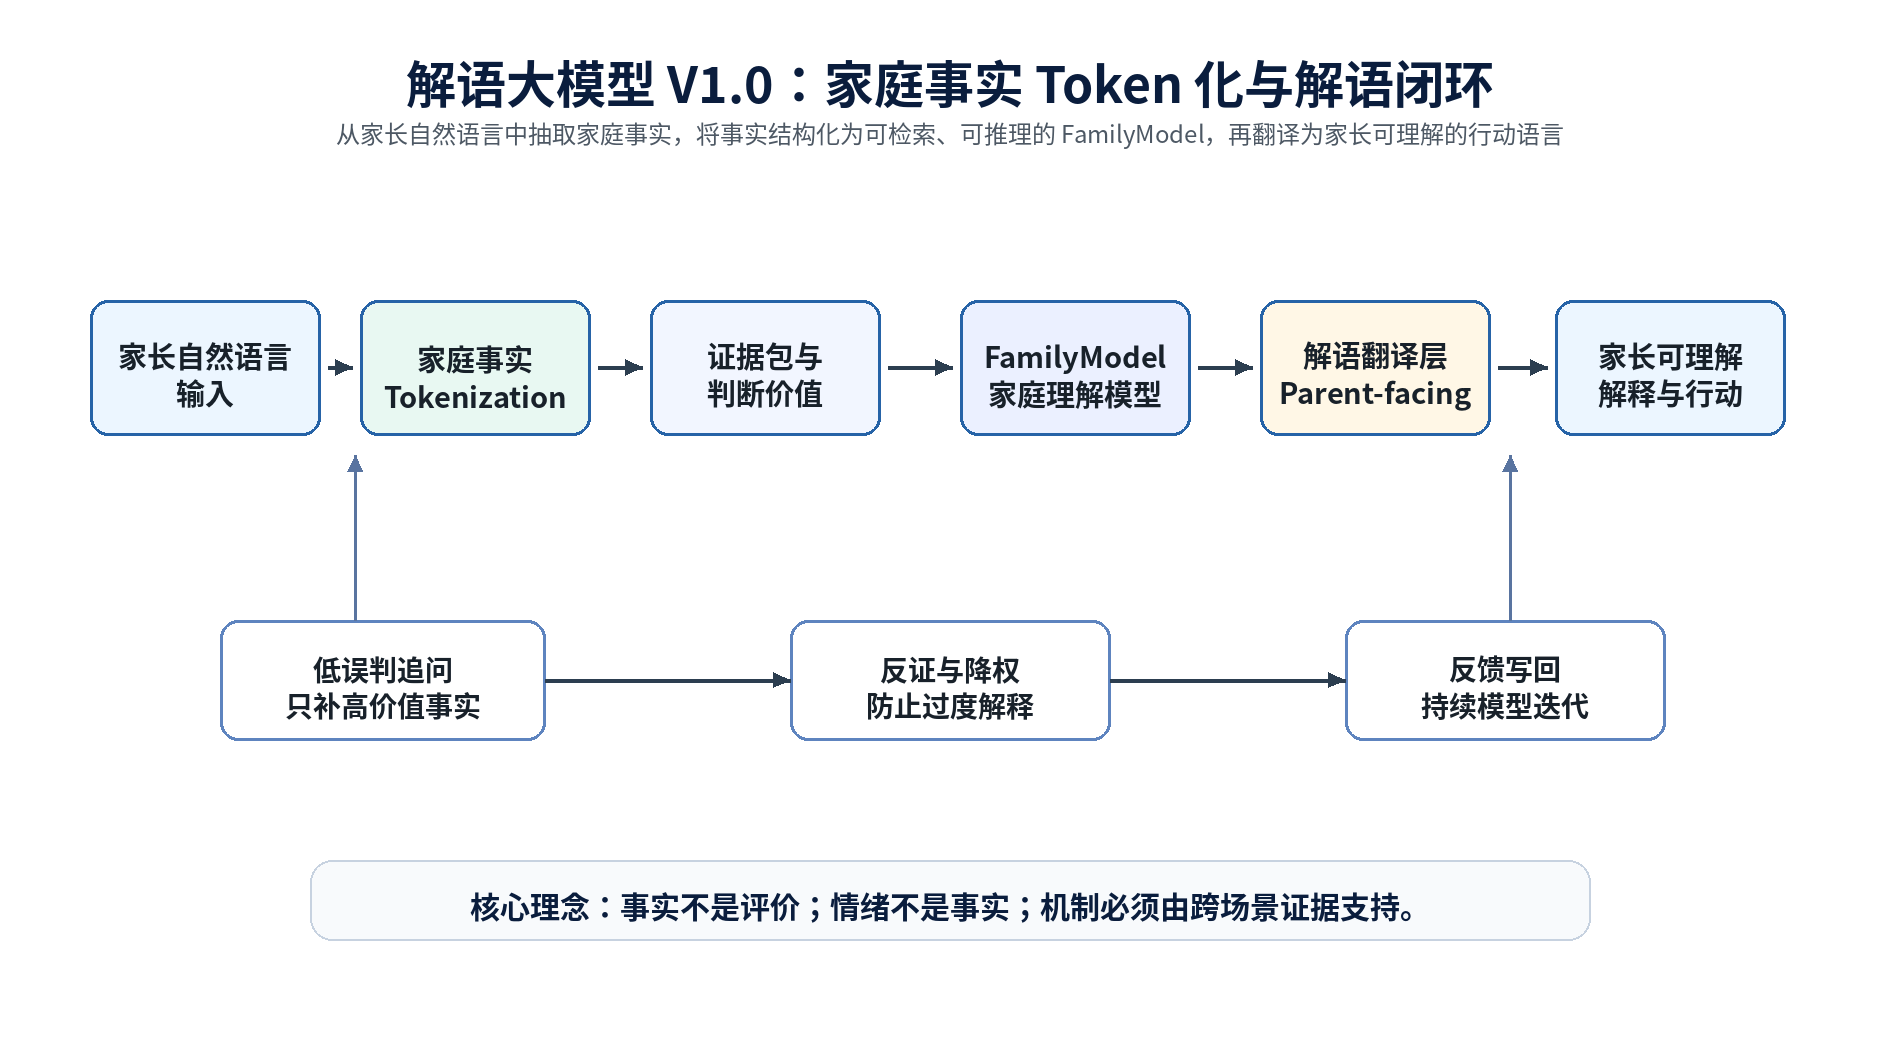 解语大模型 V1.0：家庭事实 Token 化与解语闭环
从家长自然语言中抽取家庭事实，将事实结构化为可检索、可推理的 FamilyModel，再翻译为家长可理解的行动语言
家长自然语言
输入
家庭事实
Tokenization
证据包与
判断价值
FamilyModel
家庭理解模型
解语翻译层
Parent-facing
家长可理解
解释与行动
低误判追问
只补高价值事实
反证与降权
防止过度解释
反馈写回
持续模型迭代
核心理念：事实不是评价；情绪不是事实；机制必须由跨场景证据支持。